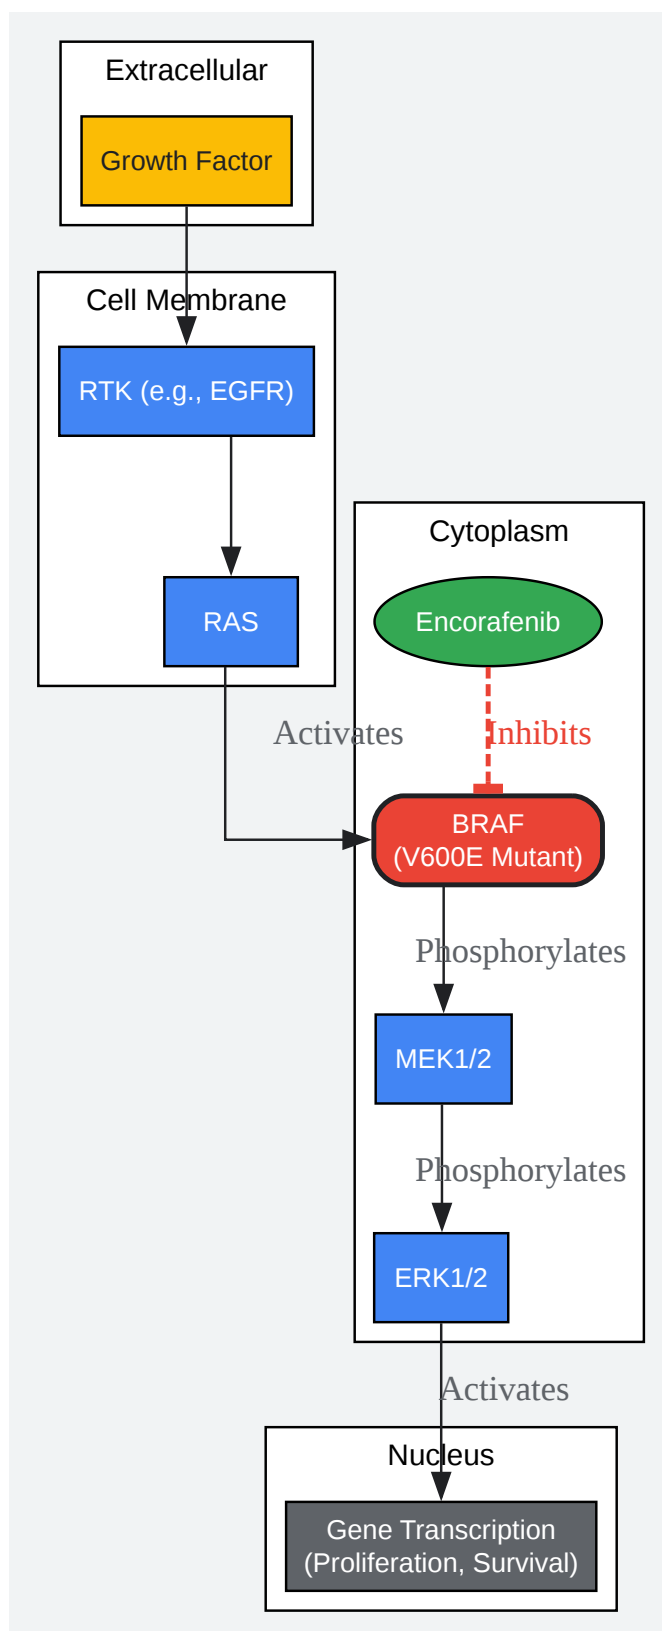 Extracellular
Growth Factor
Cell Membrane
RTK (e.g., EGFR)
Cytoplasm
RAS
Encorafenib
Activates
Inhibits
BRAF
(V600E Mutant)
Phosphorylates
MEK1/2
Phosphorylates
ERK1/2
Activates
Nucleus
Gene Transcription
(Proliferation, Survival)